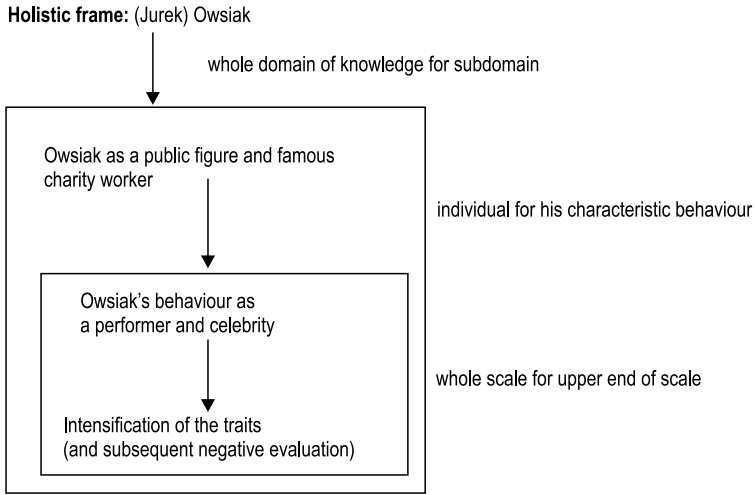 Holistic frame: (Jurek) Owsiak
whole domain of knowledge for subdomain
Owsiak as a public figure and famous
charity worker
individual for his characteristic behaviour
Owsiak’s behaviour as
a performer and celebrity
whole scale for upper end of scale
Intensification of the traits
(and subsequent negative evaluation)